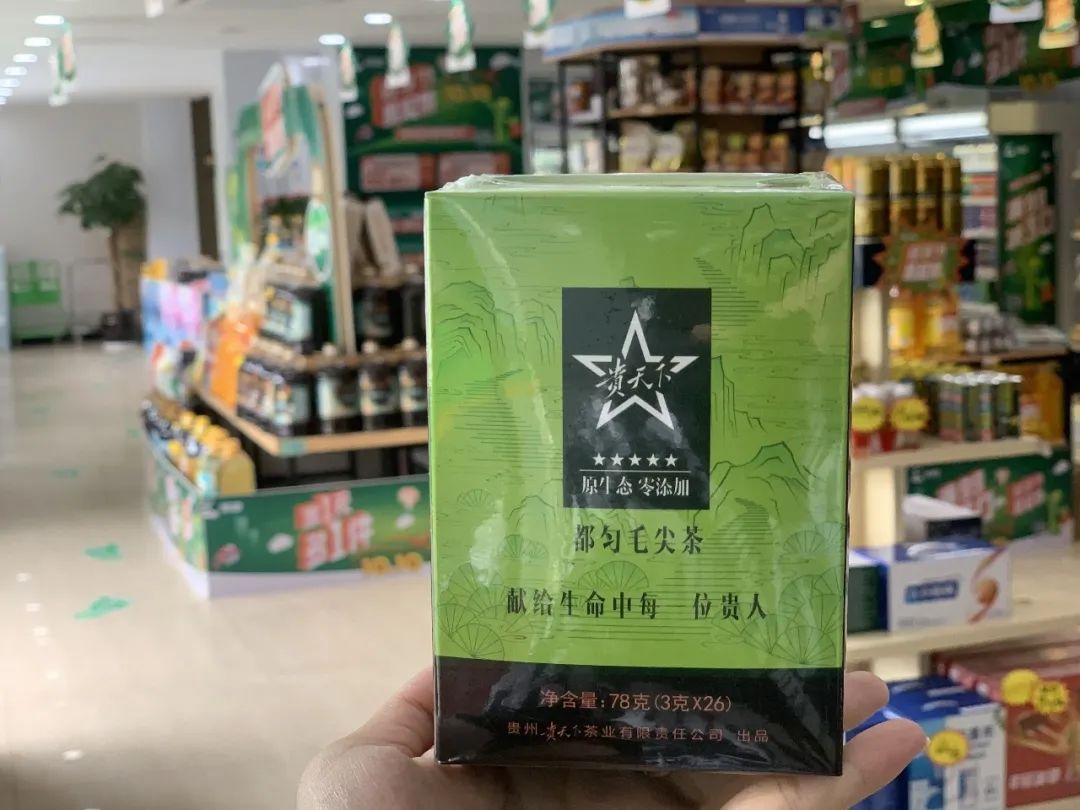 贵天下
原生态 零添加
都匀毛尖茶
献给生命中每一位贵人
净含量:78克(3克X26)
贵州贵天下茶业有限责任公司 出品
10.10